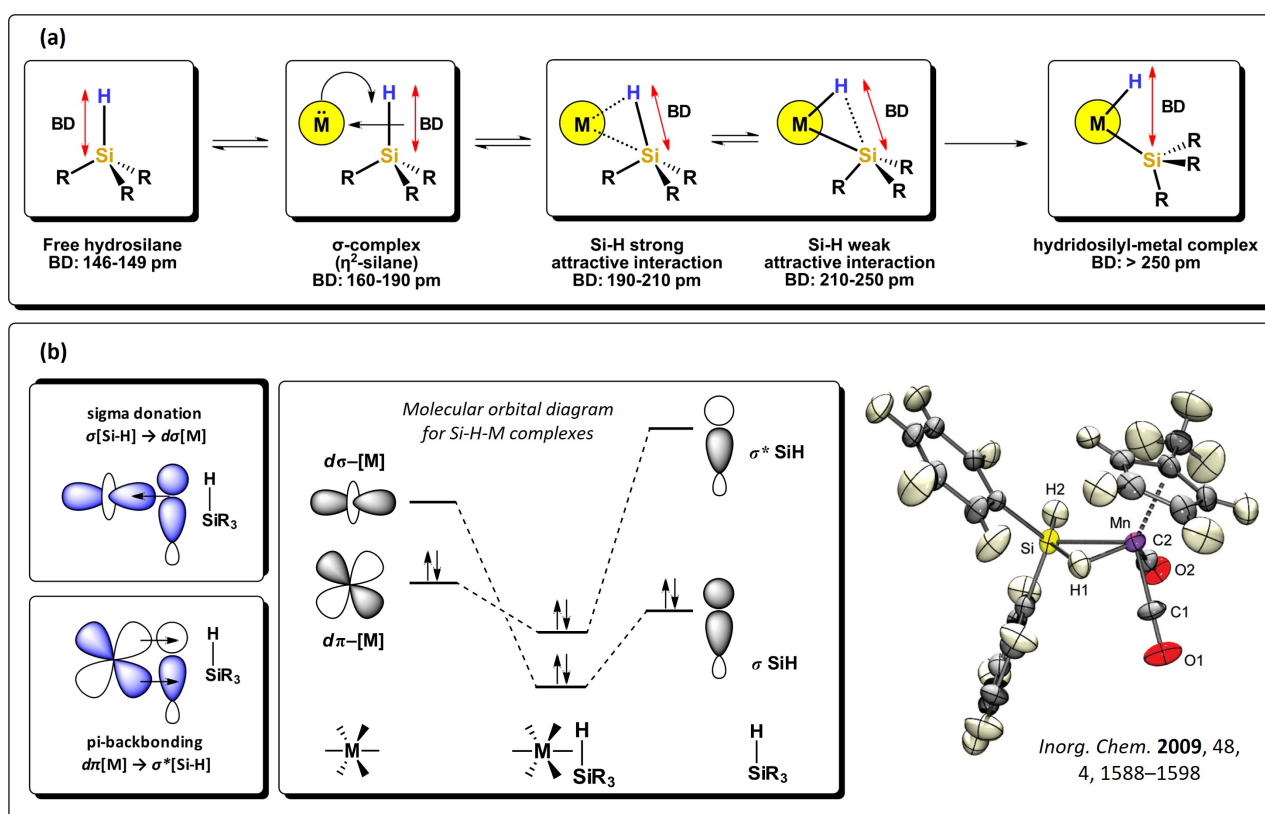 (a)
H
BD
Si
R
R
R
M̈
H
BD
Si
R
R
R
M
H
BD
Si
R
R
R
M
H
BD
Si
R
R
R
M
H
BD
Si
R
R
R
Free hydrosilane
BD: 146-149 pm
σ-complex
(η²-silane)
BD: 160-190 pm
Si-H strong
attractive interaction
BD: 190-210 pm
Si-H weak
attractive interaction
BD: 210-250 pm
hydridosilyl-metal complex
BD: > 250 pm
(b)
sigma donation
σ[Si-H] → dσ[M]
H
SiR₃
H
SiR₃
pi-backbonding
dπ[M] → σ*[Si-H]
Molecular orbital diagram
for Si-H-M complexes
dσ–[M]
dπ–[M]
σ* SiH
σ SiH
M
M
H
SiR₃
H
SiR₃
H2
Si
H1
Mn
C2
O2
C1
O1
Inorg. Chem. 2009, 48,
4, 1588–1598